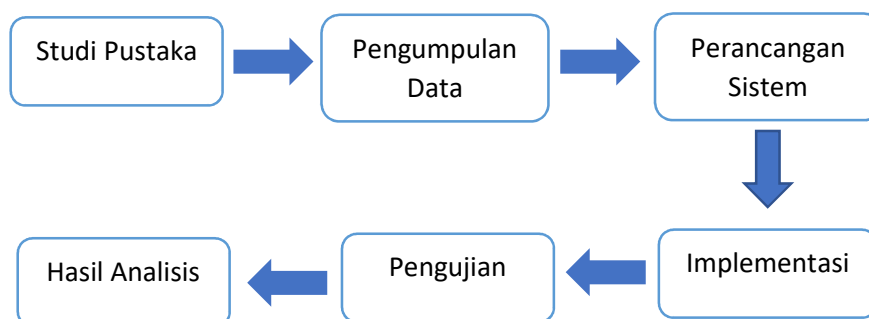 Studi Pustaka
Pengumpulan
Data
Perancangan
Sistem
Implementasi
Pengujian
Hasil Analisis